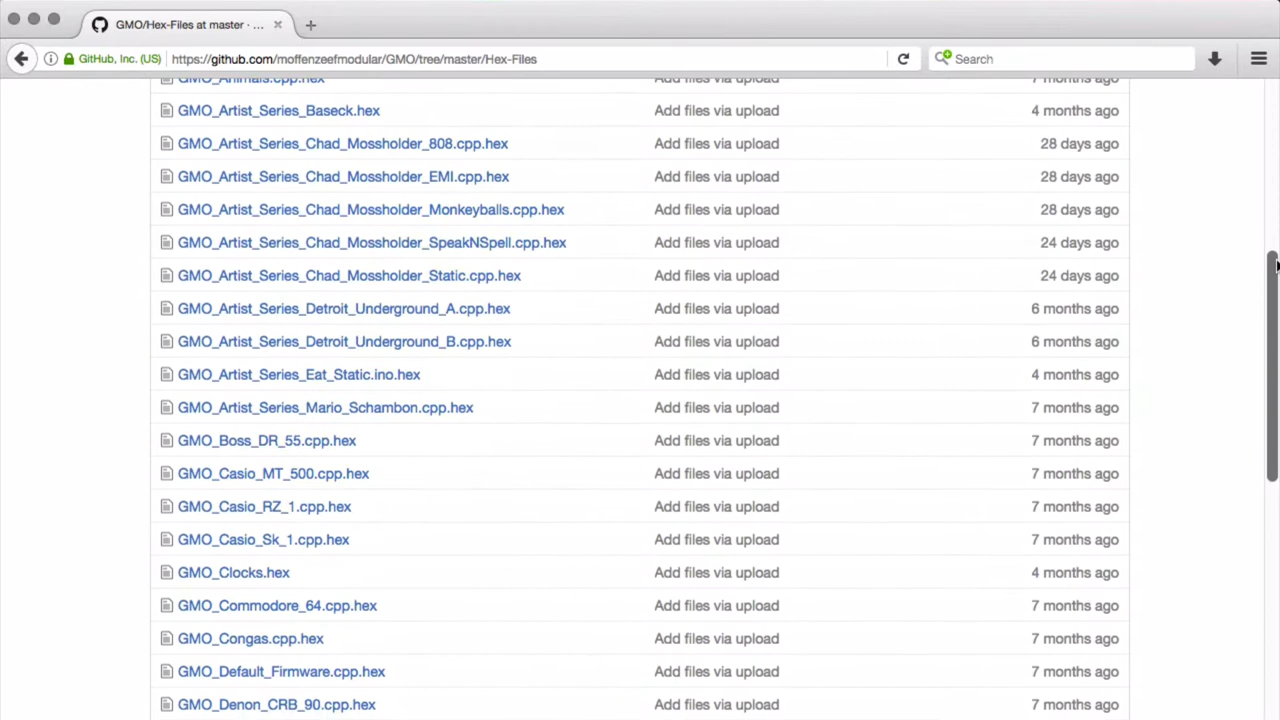 GMO/Hex-Files at master · ...
GitHub, Inc. (US) https://github.com/moffenzeefmodular/GMO/tree/master/Hex-Files Search
GMO_Animals.cpp.hex 7 months ago
GMO_Artist_Series_Baseck.hex Add files via upload 4 months ago
GMO_Artist_Series_Chad_Mossholder_808.cpp.hex Add files via upload 28 days ago
GMO_Artist_Series_Chad_Mossholder_EMI.cpp.hex Add files via upload 28 days ago
GMO_Artist_Series_Chad_Mossholder_Monkeyballs.cpp.hex Add files via upload 28 days ago
GMO_Artist_Series_Chad_Mossholder_SpeakNSpell.cpp.hex Add files via upload 24 days ago
GMO_Artist_Series_Chad_Mossholder_Static.cpp.hex Add files via upload 24 days ago
GMO_Artist_Series_Detroit_Underground_A.cpp.hex Add files via upload 6 months ago
GMO_Artist_Series_Detroit_Underground_B.cpp.hex Add files via upload 6 months ago
GMO_Artist_Series_Eat_Static.ino.hex Add files via upload 4 months ago
GMO_Artist_Series_Mario_Schambon.cpp.hex Add files via upload 7 months ago
GMO_Boss_DR_55.cpp.hex Add files via upload 7 months ago
GMO_Casio_MT_500.cpp.hex Add files via upload 7 months ago
GMO_Casio_RZ_1.cpp.hex Add files via upload 7 months ago
GMO_Casio_Sk_1.cpp.hex Add files via upload 7 months ago
GMO_Clocks.hex Add files via upload 4 months ago
GMO_Commodore_64.cpp.hex Add files via upload 7 months ago
GMO_Congas.cpp.hex Add files via upload 7 months ago
GMO_Default_Firmware.cpp.hex Add files via upload 7 months ago
GMO_Denon_CRB_90.cpp.hex Add files via upload 7 months ago